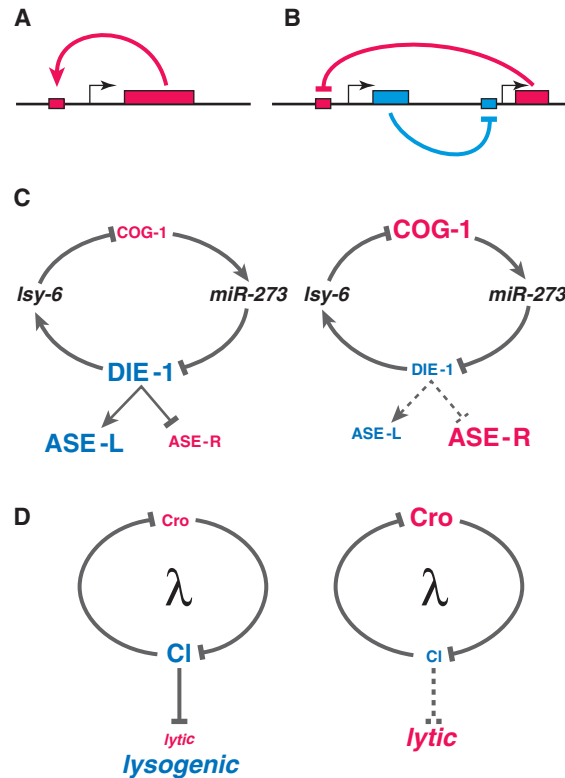 A
B
C
COG-1
lsy-6
miR-273
DIE-1
ASE-L
ASE-R
COG-1
lsy-6
miR-273
DIE-1
ASE-L
ASE-R
D
Cro
λ
CI
lytic
lysogenic
Cro
λ
CI
lytic